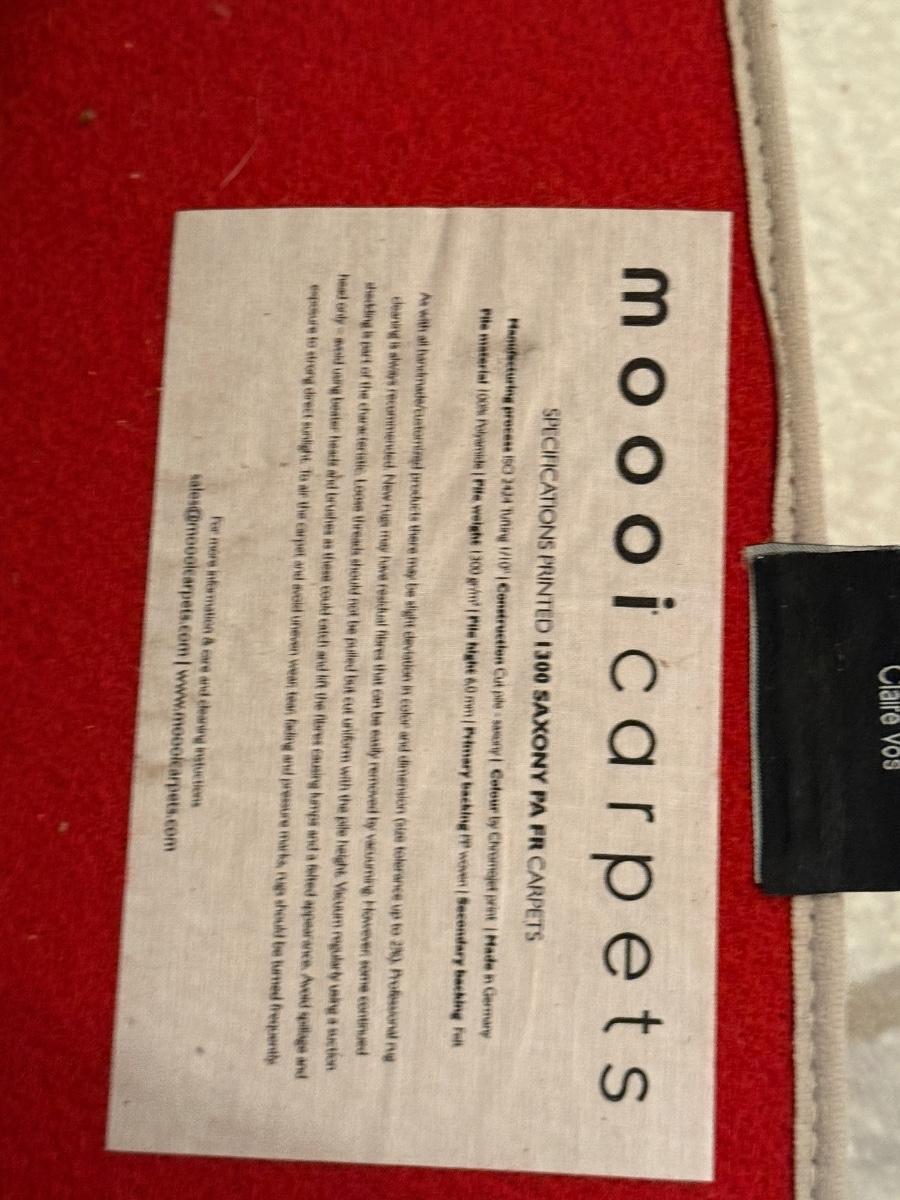 moooi carpets
SPECIFICATIONS PRINTED 1300 SAXONY PA FR CARPETS
Manufacturing process ISO 2424 Tufting 1/10" | Construction Cut pile - saxony | Colour by Chromojet print | Made in Germany
Pile material 100% Polyamide | Pile weight 1300 gr/m² | Pile hight 6.0 mm | Primary backing PP woven | Secondary backing Felt
As with all handmade/customized products there may be slight deviation in color and dimension (size tolerance up to 2%). Professional rug
cleaning is always recommended. New rugs may have residual fibres that can be easily removed by vacuuming. However, some continued
shedding is part of the characteristic. Loose threads should not be pulled but cut uniform with the pile height. Vacuum regularly using a suction
head only - avoid using beater heads and brushes as these could catch and lift the fibres causing lumps and a felted appearance. Avoid spillage and
exposure to strong direct sunlight. To air the carpet and avoid uneven wear, tear, fading and pressure marks, rugs should be turned frequently.
For more information & care and cleaning instructions
sales@moooicarpets.com | www.moooicarpets.com
Claire Vos